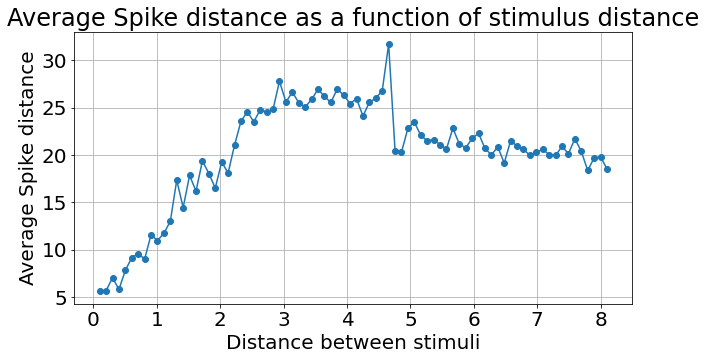 Average Spike distance as a function of stimulus distance
Average Spike distance
30
25
20
15
10
5
0 1 2 3 4 5 6 7 8
Distance between stimuli